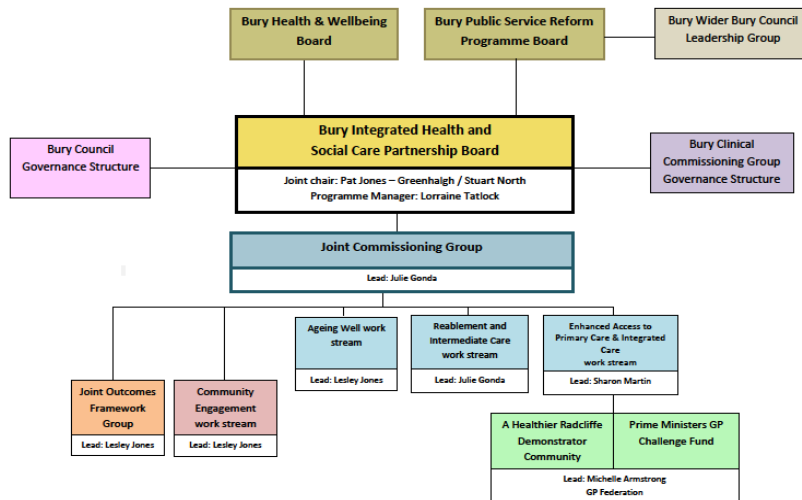 Bury Health & Wellbeing
Board
Bury Public Service Reform
Programme Board
Bury Wider Bury Council
Leadership Group
Bury Council
Governance Structure
Bury Integrated Health and
Social Care Partnership Board
Joint chair: Pat Jones – Greenhalgh / Stuart North
Programme Manager: Lorraine Tatlock
Bury Clinical
Commissioning Group
Governance Structure
Joint Commissioning Group
Lead: Julie Gonda
Ageing Well work
stream
Lead: Lesley Jones
Reablement and
Intermediate Care
work stream
Lead: Julie Gonda
Enhanced Access to
Primary Care & Integrated
Care
work stream
Lead: Sharon Martin
Joint Outcomes
Framework
Group
Lead: Lesley Jones
Community
Engagement
work stream
Lead: Lesley Jones
A Healthier Radcliffe
Demonstrator
Community
Prime Ministers GP
Challenge Fund
Lead: Michelle Armstrong
GP Federation